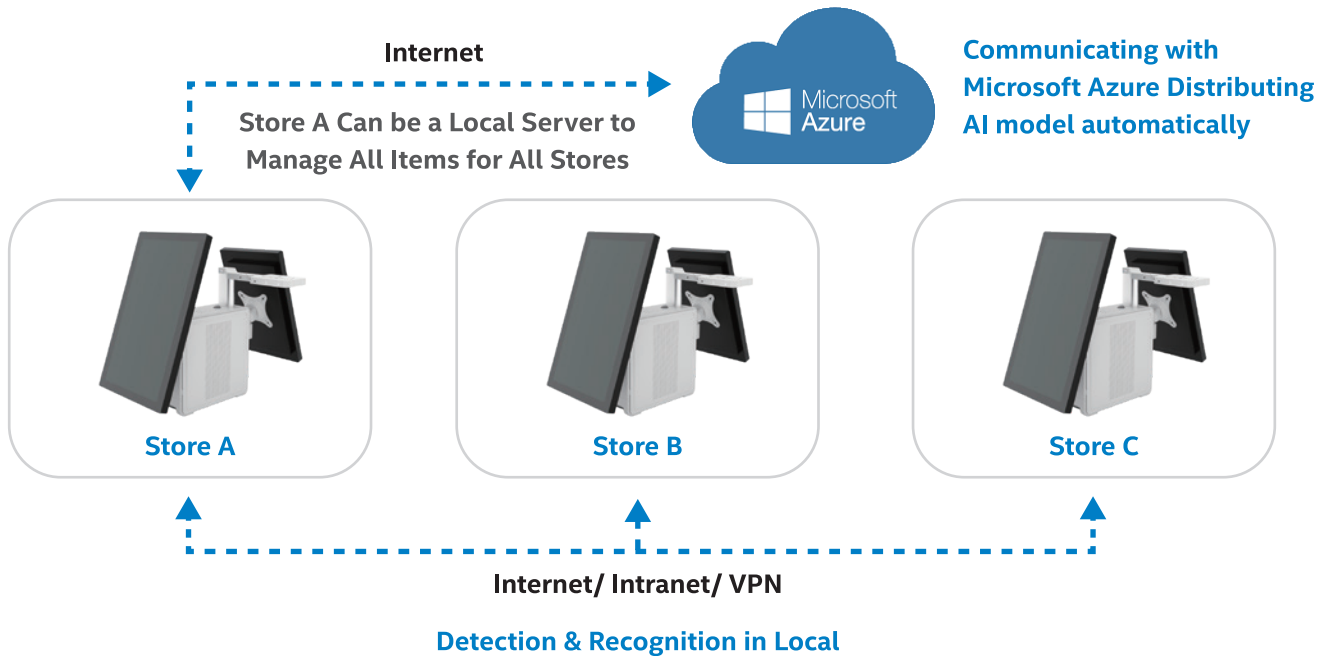 Internet
Store A Can be a Local Server to
Manage All Items for All Stores
Microsoft
Azure
Communicating with
Microsoft Azure Distributing
AI model automatically
Store A
Store B
Store C
Internet/ Intranet/ VPN
Detection & Recognition in Local